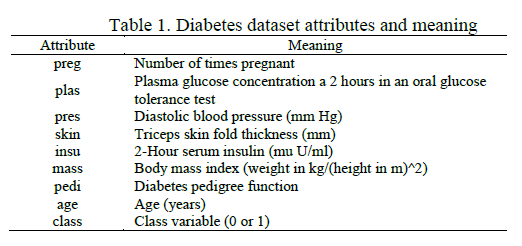 Table 1. Diabetes dataset attributes and meaning
Attribute Meaning
preg Number of times pregnant
plas Plasma glucose concentration a 2 hours in an oral glucose
tolerance test
pres Diastolic blood pressure (mm Hg)
skin Triceps skin fold thickness (mm)
insu 2-Hour serum insulin (mu U/ml)
mass Body mass index (weight in kg/(height in m)^2)
pedi Diabetes pedigree function
age Age (years)
class Class variable (0 or 1)